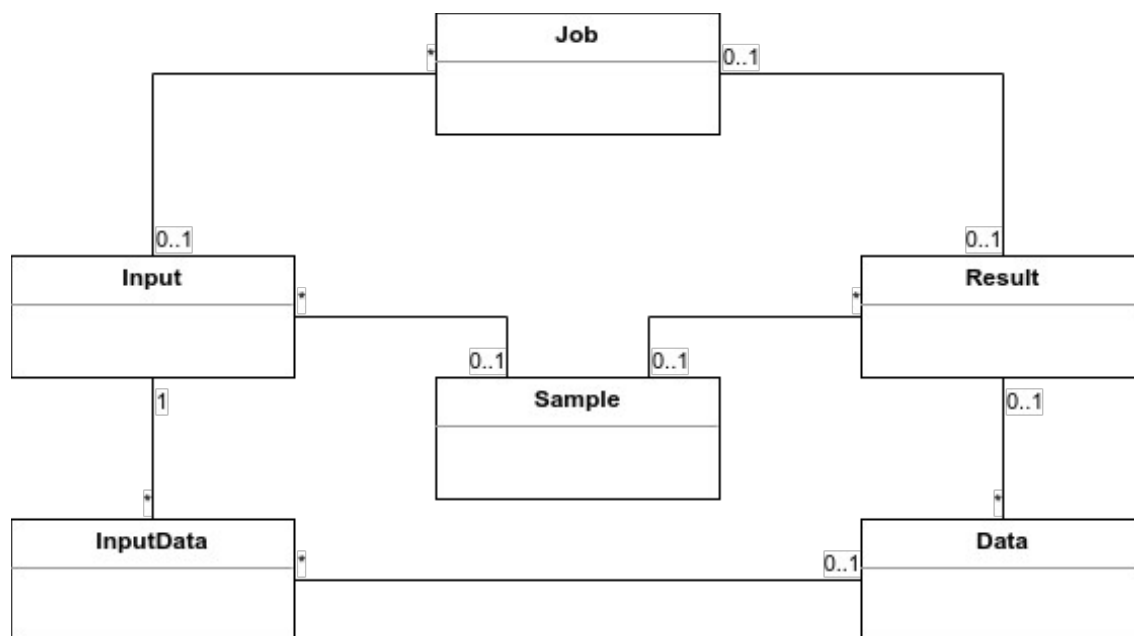 Job
*
0..1
0..1
0..1
Input
Result
*
*
0..1
0..1
1
Sample
0..1
*
*
InputData
Data
*
0..1